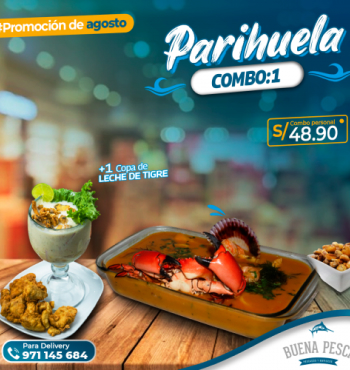 #Promoción de agosto
Parihuela
COMBO:1
Combo personal
S/48.90
+1 Copa de
LECHE DE TIGRE
Para Delivery
971 145 684
BUENA PESC